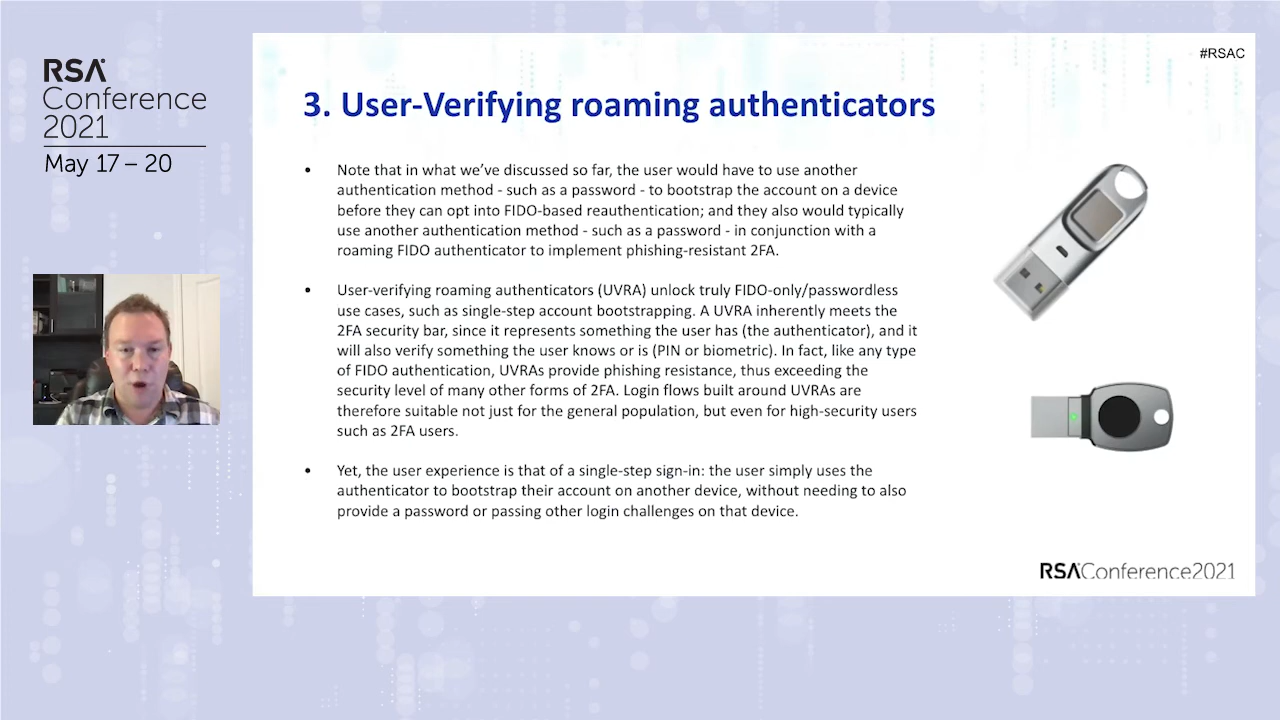 RSA
Conference
2021
May 17 – 20
#RSAC
3. User-Verifying roaming authenticators
• Note that in what we’ve discussed so far, the user would have to use another
authentication method - such as a password - to bootstrap the account on a device
before they can opt into FIDO-based reauthentication; and they also would typically
use another authentication method - such as a password - in conjunction with a
roaming FIDO authenticator to implement phishing-resistant 2FA.
• User-verifying roaming authenticators (UVRA) unlock truly FIDO-only/passwordless
use cases, such as single-step account bootstrapping. A UVRA inherently meets the
2FA security bar, since it represents something the user has (the authenticator), and it
will also verify something the user knows or is (PIN or biometric). In fact, like any type
of FIDO authentication, UVRAs provide phishing resistance, thus exceeding the
security level of many other forms of 2FA. Login flows built around UVRAs are
therefore suitable not just for the general population, but even for high-security users
such as 2FA users.
• Yet, the user experience is that of a single-step sign-in: the user simply uses the
authenticator to bootstrap their account on another device, without needing to also
provide a password or passing other login challenges on that device.
RSAConference2021